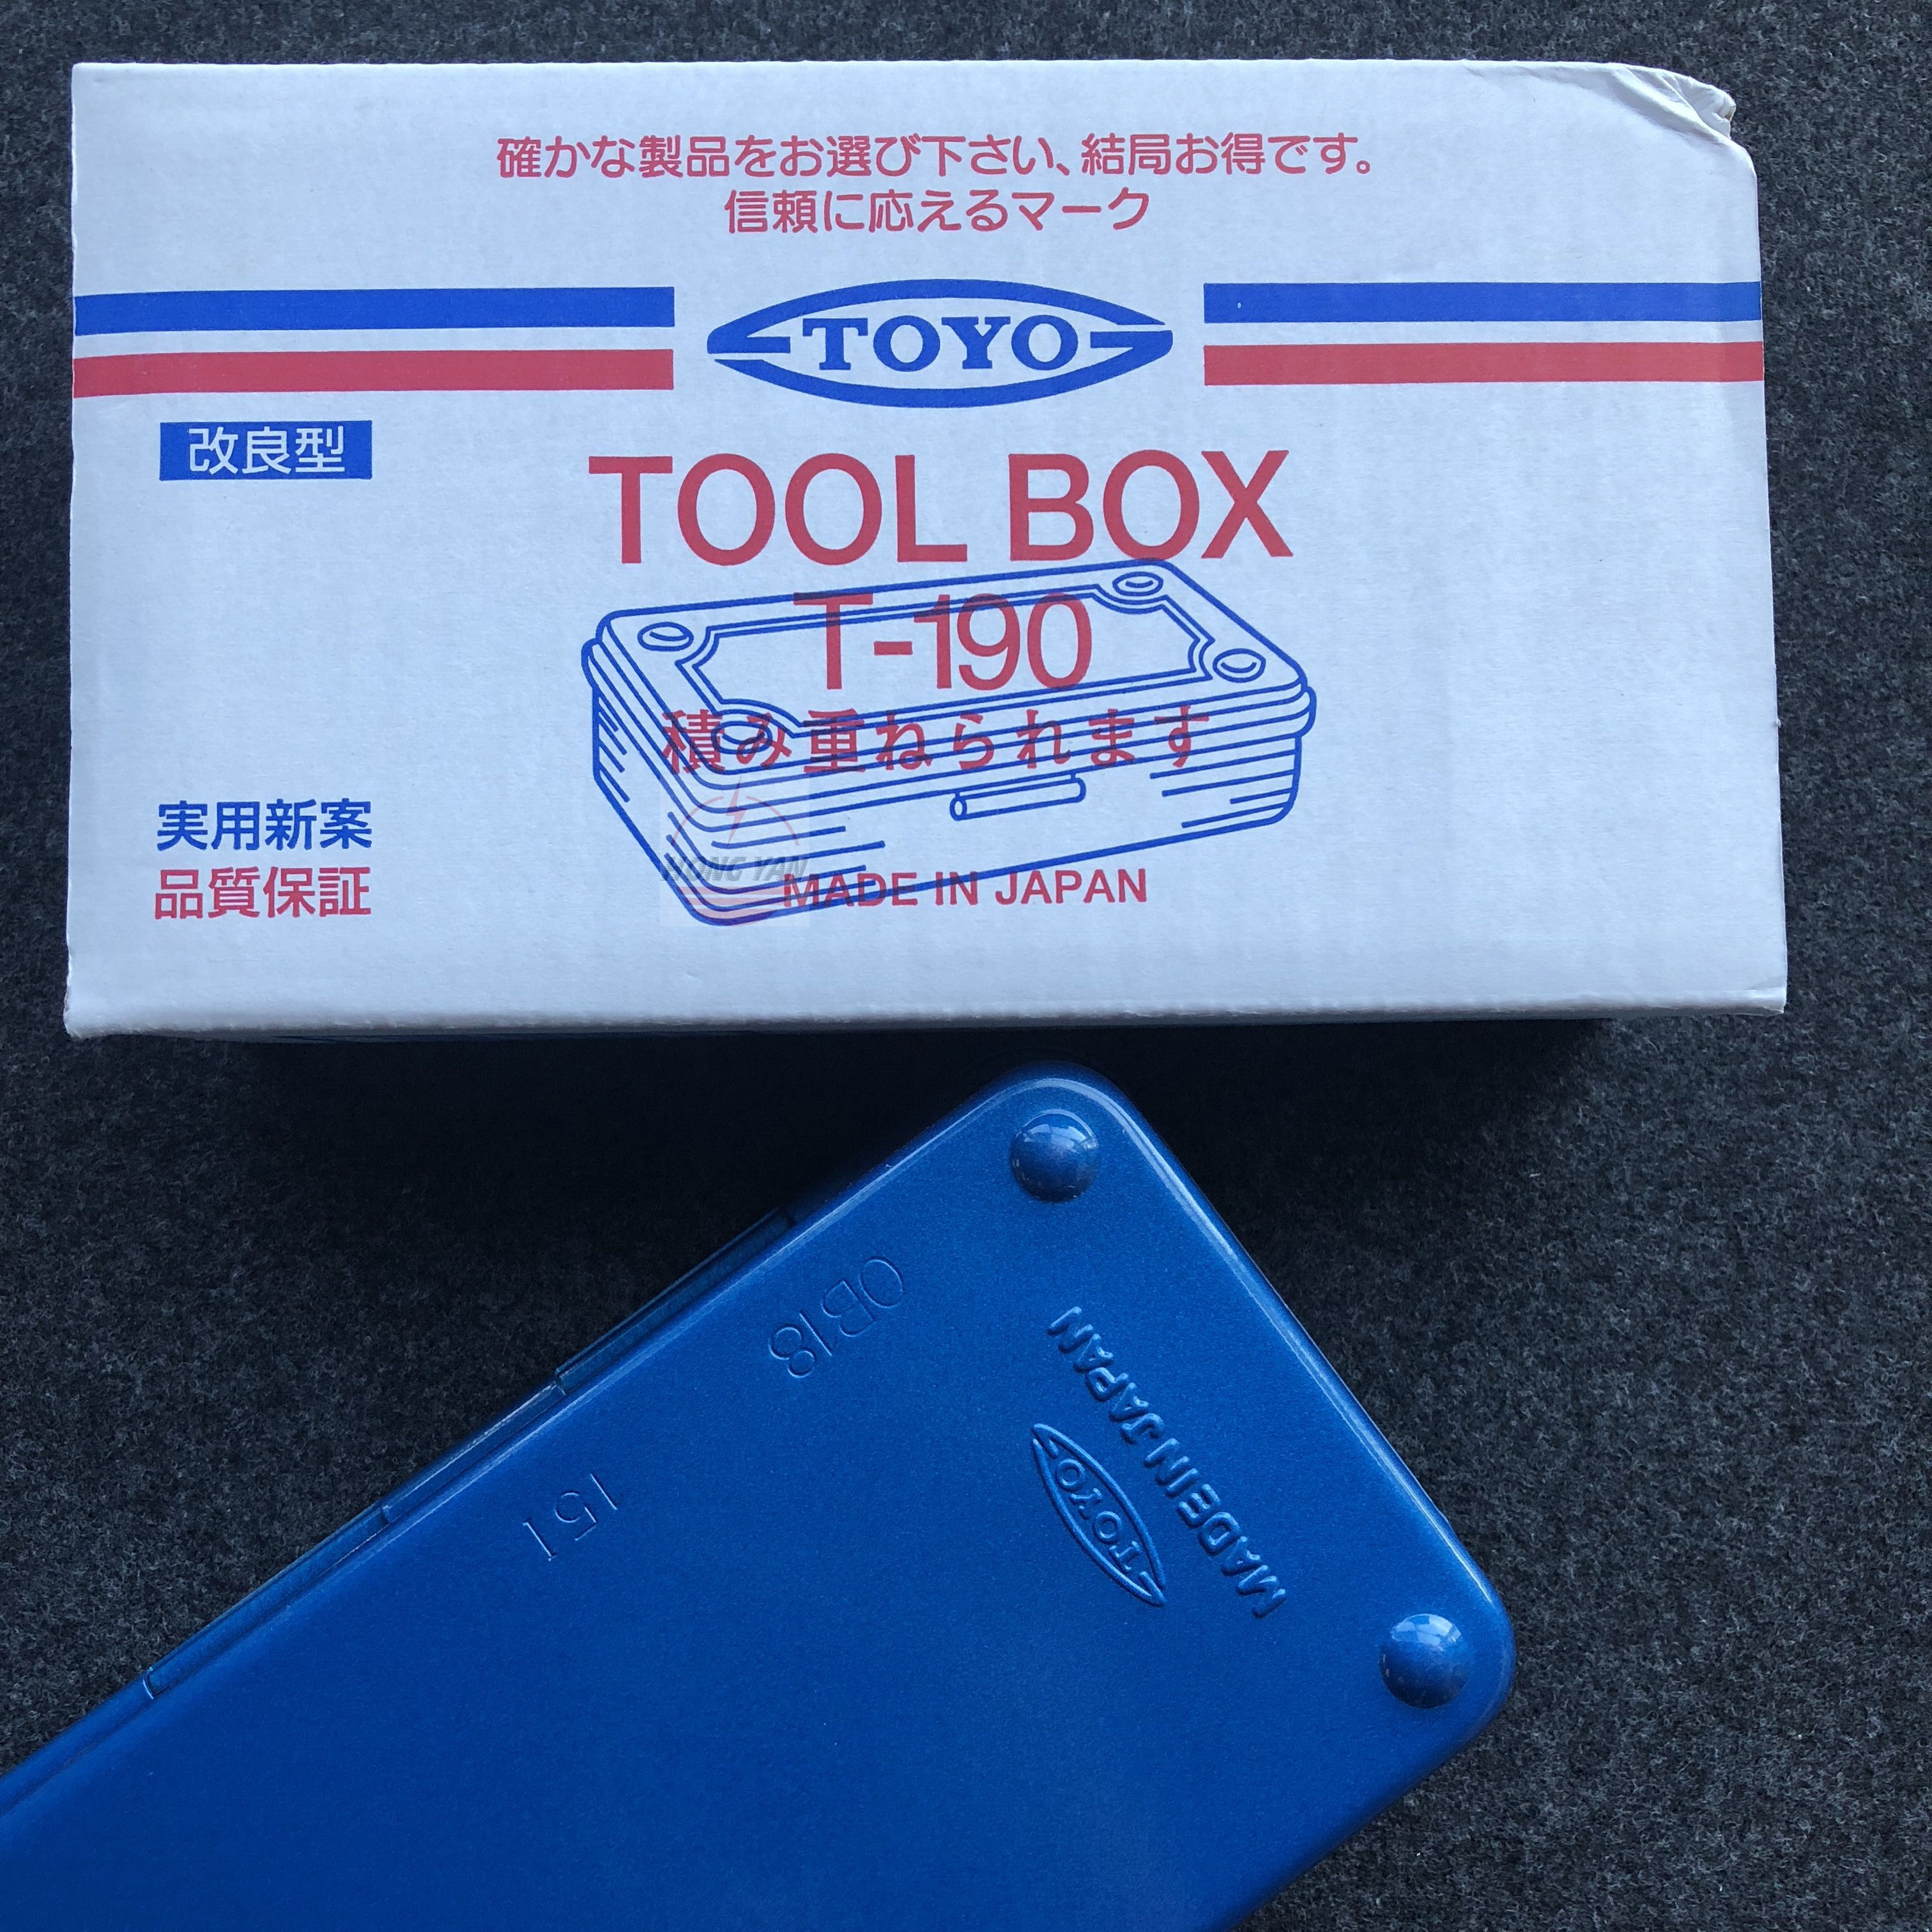 確かな製品をお選び下さい、結局お得です。
信頼に応えるマーク
TOYO
改良型
TOOL BOX
T-190
積み重ねられます
実用新案
品質保証
HONG YAN
MADE IN JAPAN
0B18
151
TOYO
MADE IN JAPAN